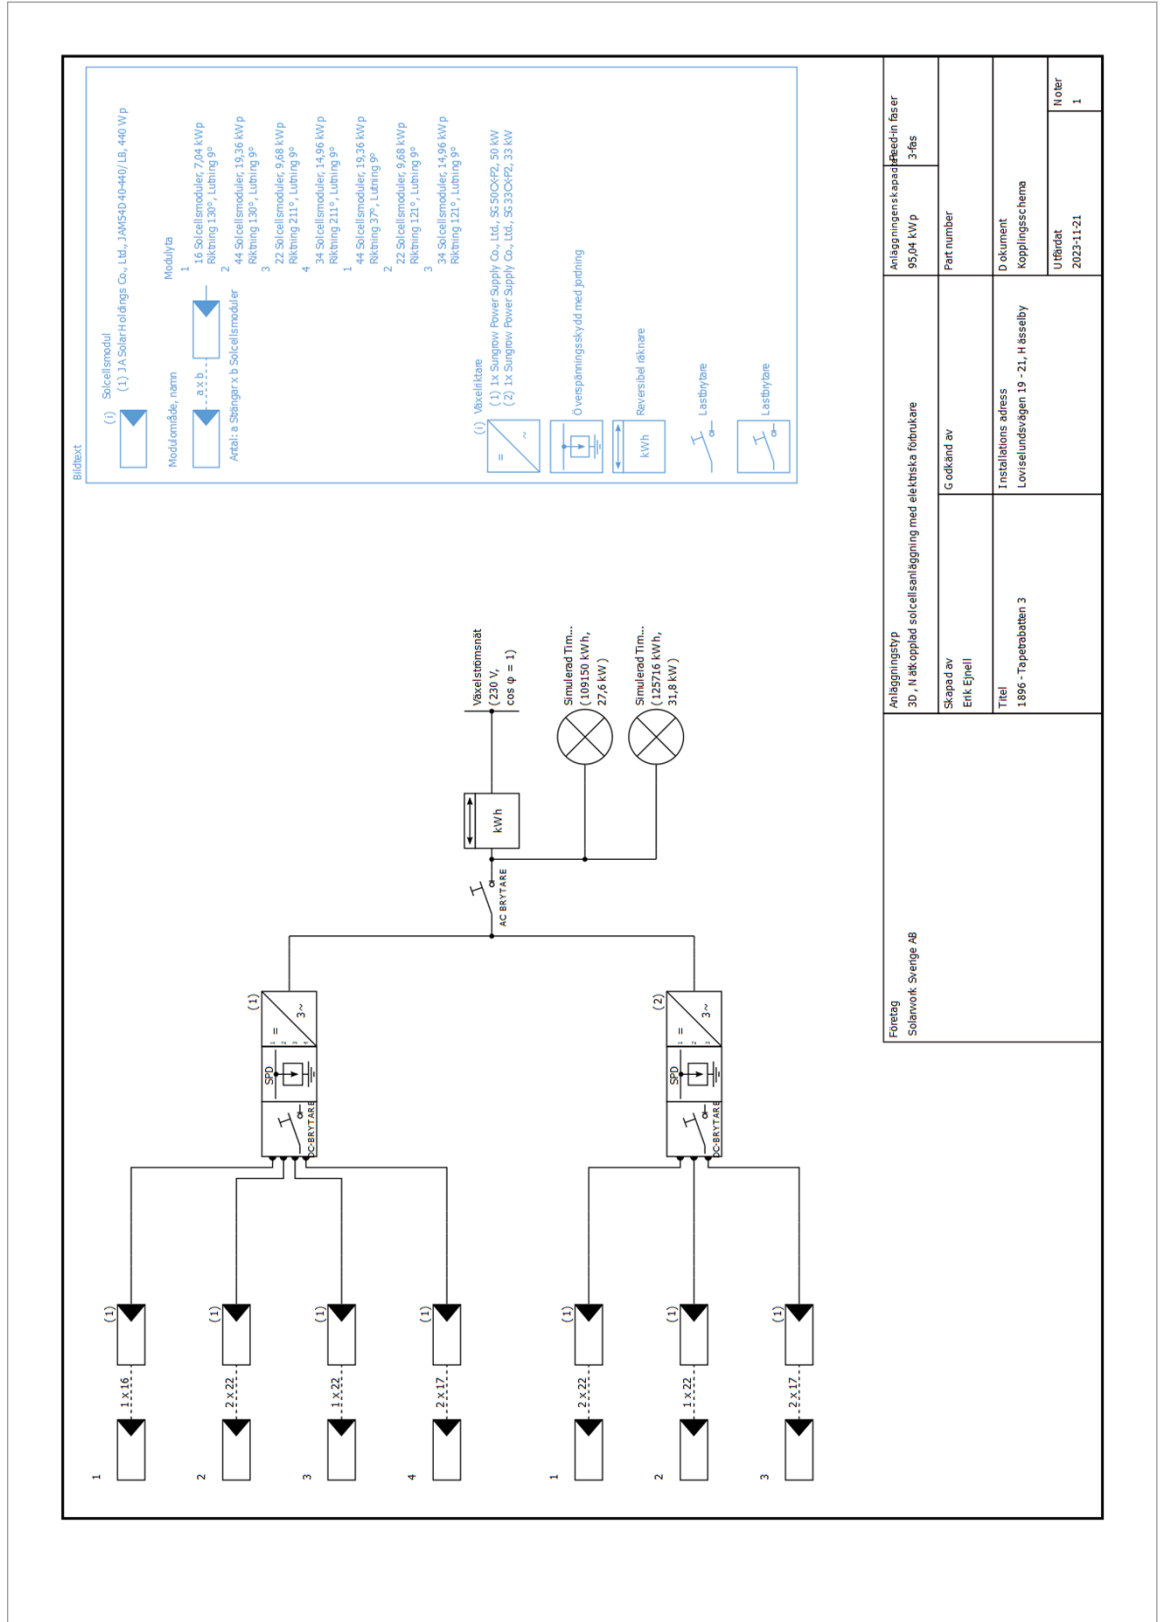 Bildtext
(i) Solcellsmodul
(1) JA Solar Holdings Co., Ltd., JAM54D40-440/LB, 440 Wp
Modulområde, namn
Modulyta
a x b
Antal: a Strängar x b Solcellsmoduler
1
16 Solcellsmoduler, 7,04 kWp
Riktning 130°, Lutning 9°
2
44 Solcellsmoduler, 19,36 kWp
Riktning 130°, Lutning 9°
3
22 Solcellsmoduler, 9,68 kWp
Riktning 211°, Lutning 9°
4
34 Solcellsmoduler, 14,96 kWp
Riktning 211°, Lutning 9°
1
44 Solcellsmoduler, 19,36 kWp
Riktning 37°, Lutning 9°
2
22 Solcellsmoduler, 9,68 kWp
Riktning 121°, Lutning 9°
3
34 Solcellsmoduler, 14,96 kWp
Riktning 121°, Lutning 9°
(i) Växelriktare
(1) 1x Sungrow Power Supply Co., Ltd., SG50CX-P2, 50 kW
(2) 1x Sungrow Power Supply Co., Ltd., SG33CX-P2, 33 kW
= ~
Överspänningsskydd med jordning
kWh
Reversibel räknare
Lastbrytare
Lastbrytare
1
1 x 16
(1)
2
2 x 22
(1)
3
1 x 22
(1)
4
2 x 17
(1)
DC-BRYTARE
SPD
(1)
1 2 3 4
=
3~
1
2 x 22
(1)
2
1 x 22
(1)
3
2 x 17
(1)
DC-BRYTARE
SPD
(2)
1 2 3
=
3~
AC BRYTARE
kWh
Växelströmsnät
(230 V,
cos φ = 1)
Simulerad Tim...
(109150 kWh,
27,6 kW)
Simulerad Tim...
(125716 kWh,
31,8 kW)
Företag
Solarwork Sverige AB
Anläggningstyp
3D, Nätkopplad solcellsanläggning med elektriska förbrukare
Anläggningenskapacitet
95,04 kWp
Feed-in faser
3-fas
Skapad av
Erik Ejnell
Godkänd av
Part number
Titel
1896 - Tapetrabatten 3
Installations adress
Loviselundsvägen 19 - 21, Hässelby
Dokument
Kopplingsschema
Utfärdat
2023-11-21
Noter
1